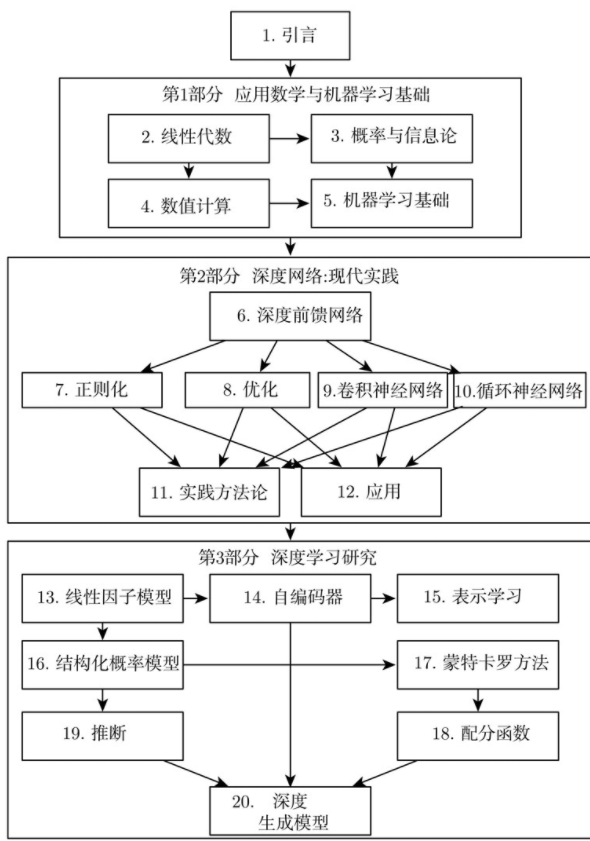 1. 引言
第1部分 应用数学与机器学习基础
2. 线性代数
3. 概率与信息论
4. 数值计算
5. 机器学习基础
第2部分 深度网络:现代实践
6. 深度前馈网络
7. 正则化
8. 优化
9.卷积神经网络
10.循环神经网络
11. 实践方法论
12. 应用
第3部分 深度学习研究
13. 线性因子模型
14. 自编码器
15. 表示学习
16. 结构化概率模型
17. 蒙特卡罗方法
19. 推断
18. 配分函数
20. 深度
生成模型